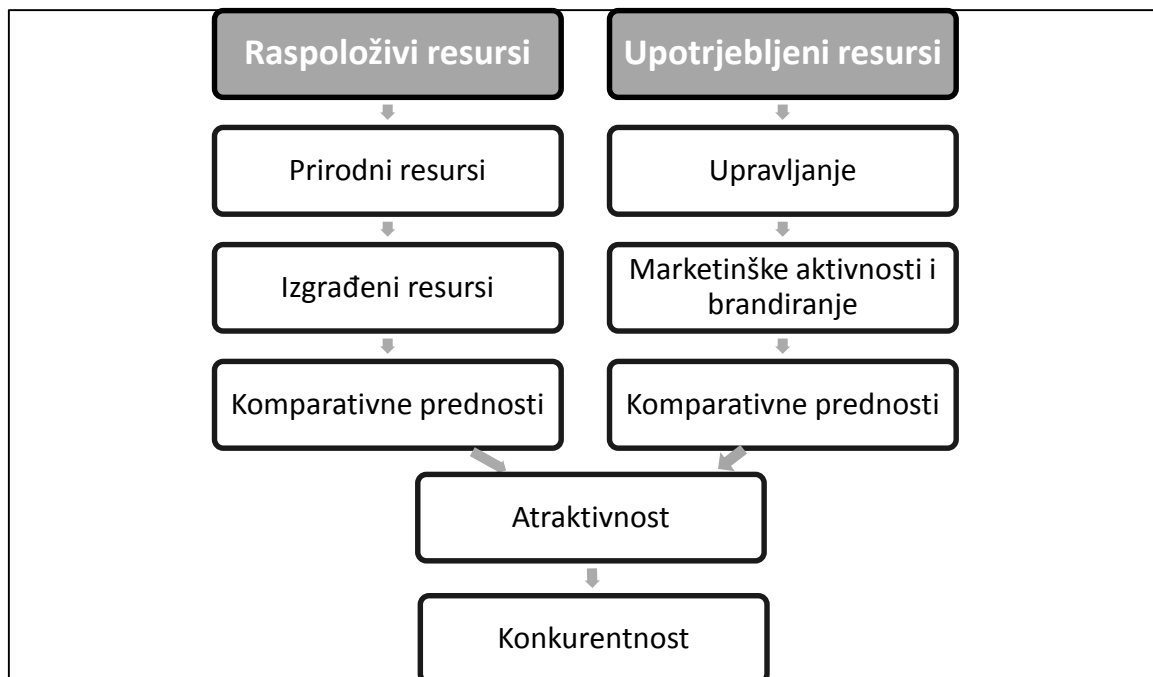 Raspoloživi resursi
Upotrjebljeni resursi
Prirodni resursi
Upravljanje
Izgrađeni resursi
Marketinške aktivnosti i
brandiranje
Komparativne prednosti
Komparativne prednosti
Atraktivnost
Konkurentnost